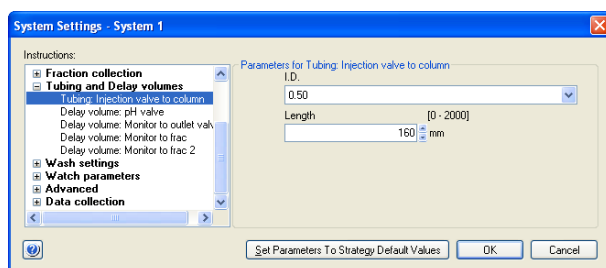 System Settings - System 1
Instructions:
Fraction collection
Tubing and Delay volumes
Tubing: Injection valve to column
Delay volume: pH valve
Delay volume: Monitor to outlet valv
Delay volume: Monitor to frac
Delay volume: Monitor to frac 2
Wash settings
Watch parameters
Advanced
Data collection
Parameters for Tubing: Injection valve to column
I.D.
0.50
Length [0 - 2000]
160 mm
Set Parameters To Strategy Default Values OK Cancel